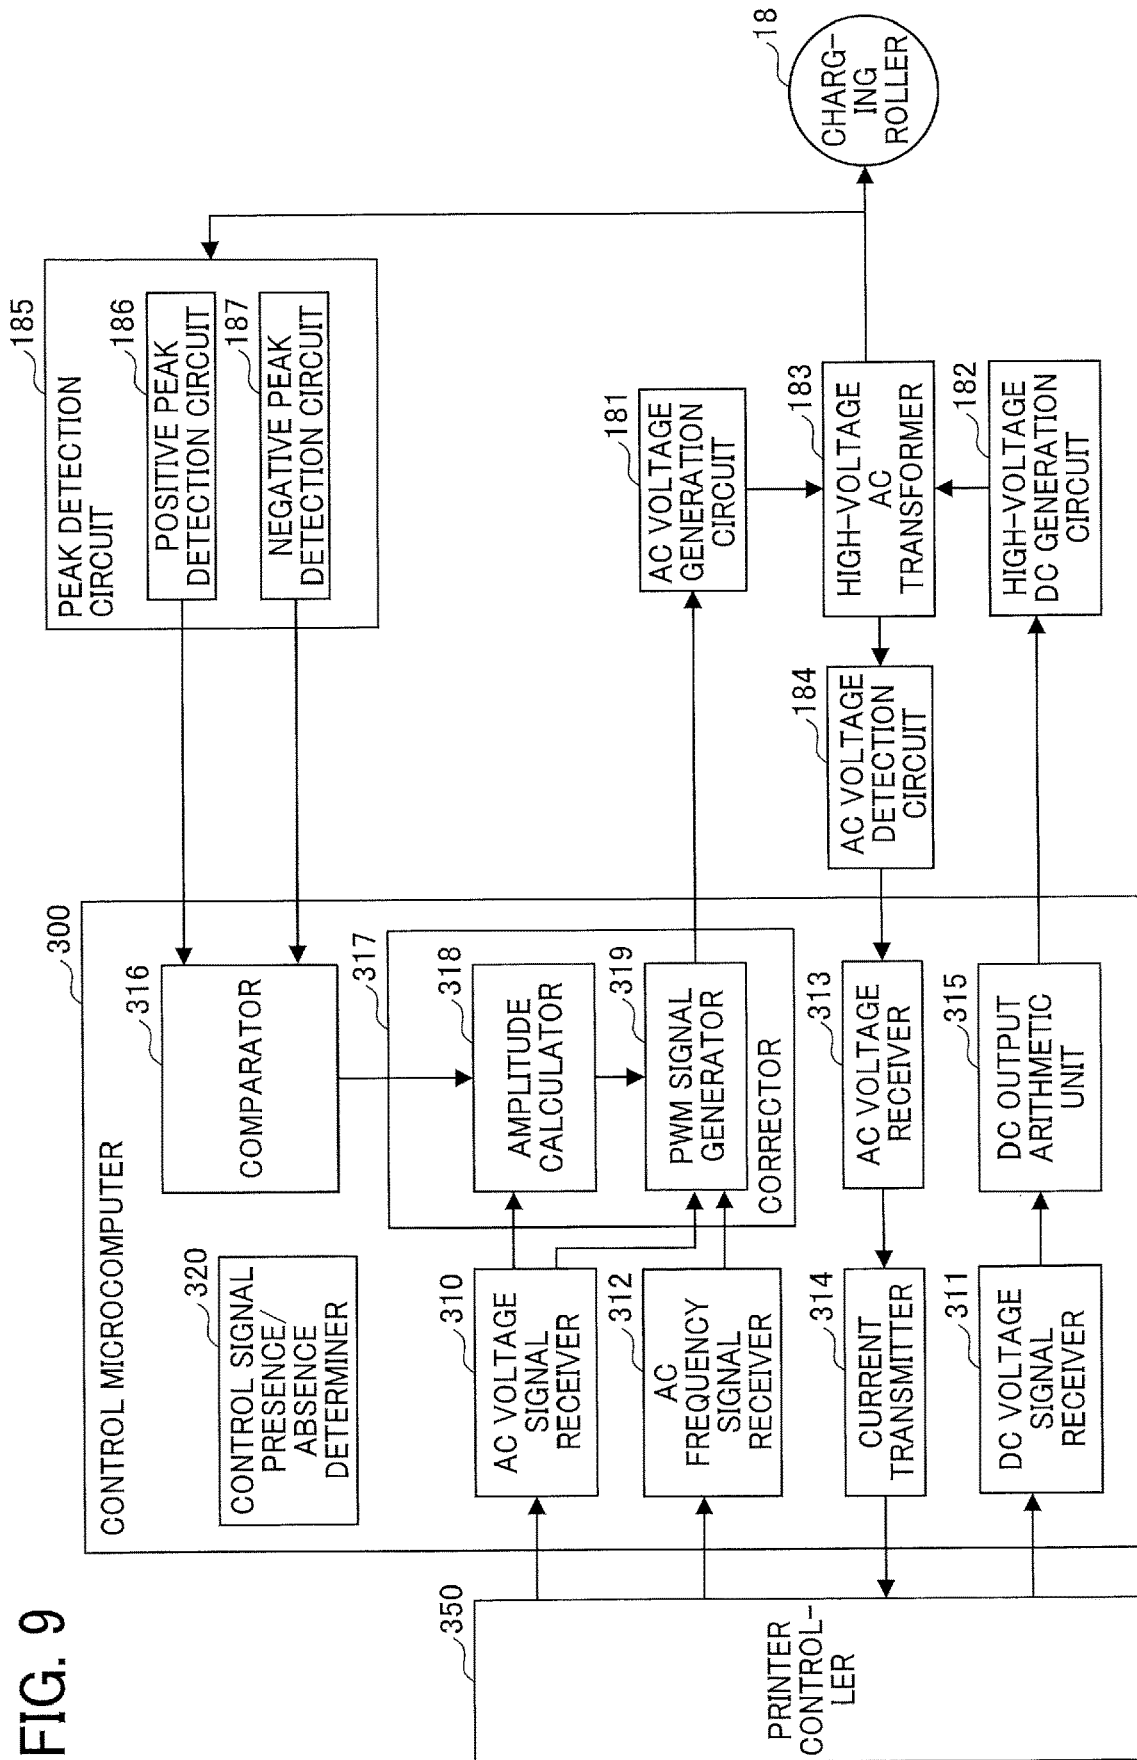 FIG. 9
350
PRINTER
CONTROL-
LER
300
CONTROL MICROCOMPUTER
320
CONTROL SIGNAL
PRESENCE/
ABSENCE
DETERMINER
316
COMPARATOR
317
318
AMPLITUDE
CALCULATOR
319
PWM SIGNAL
GENERATOR
CORRECTOR
310
AC VOLTAGE
SIGNAL
RECEIVER
312
AC
FREQUENCY
SIGNAL
RECEIVER
314
CURRENT
TRANSMITTER
313
AC VOLTAGE
RECEIVER
311
DC VOLTAGE
SIGNAL
RECEIVER
315
DC OUTPUT
ARITHMETIC
UNIT
185
PEAK DETECTION
CIRCUIT
186
POSITIVE PEAK
DETECTION CIRCUIT
187
NEGATIVE PEAK
DETECTION CIRCUIT
181
AC VOLTAGE
GENERATION
CIRCUIT
184
AC VOLTAGE
DETECTION
CIRCUIT
183
HIGH-VOLTAGE
AC
TRANSFORMER
182
HIGH-VOLTAGE
DC GENERATION
CIRCUIT
18
CHARG-
ING
ROLLER